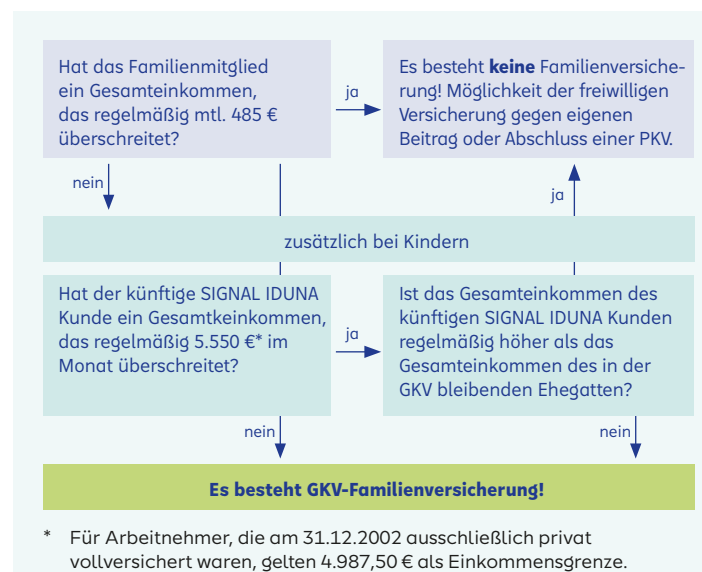 Hat das Familienmitglied
ein Gesamteinkommen,
das regelmäßig mtl. 485 €
überschreitet?
ja
Es besteht keine Familienversiche-
rung! Möglichkeit der freiwilligen
Versicherung gegen eigenen
Beitrag oder Abschluss einer PKV.
nein
ja
zusätzlich bei Kindern
Hat der künftige SIGNAL IDUNA
Kunde ein Gesamtkeinkommen,
das regelmäßig 5.550 €* im
Monat überschreitet?
ja
Ist das Gesamteinkommen des
künftigen SIGNAL IDUNA Kunden
regelmäßig höher als das
Gesamteinkommen des in der
GKV bleibenden Ehegatten?
nein
nein
Es besteht GKV-Familienversicherung!
* Für Arbeitnehmer, die am 31.12.2002 ausschließlich privat
vollversichert waren, gelten 4.987,50 € als Einkommensgrenze.